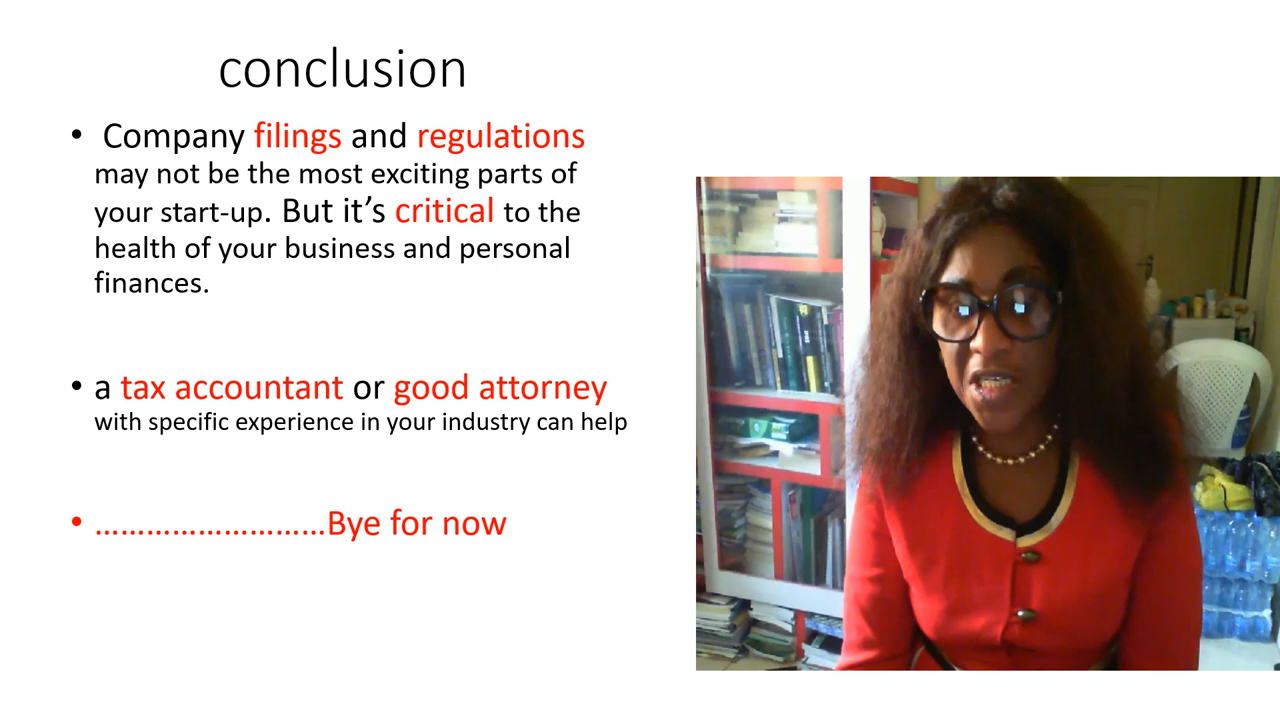 conclusion
• Company filings and regulations
may not be the most exciting parts of
your start-up. But it’s critical to the
health of your business and personal
finances.
• a tax accountant or good attorney
with specific experience in your industry can help
• ………………………Bye for now